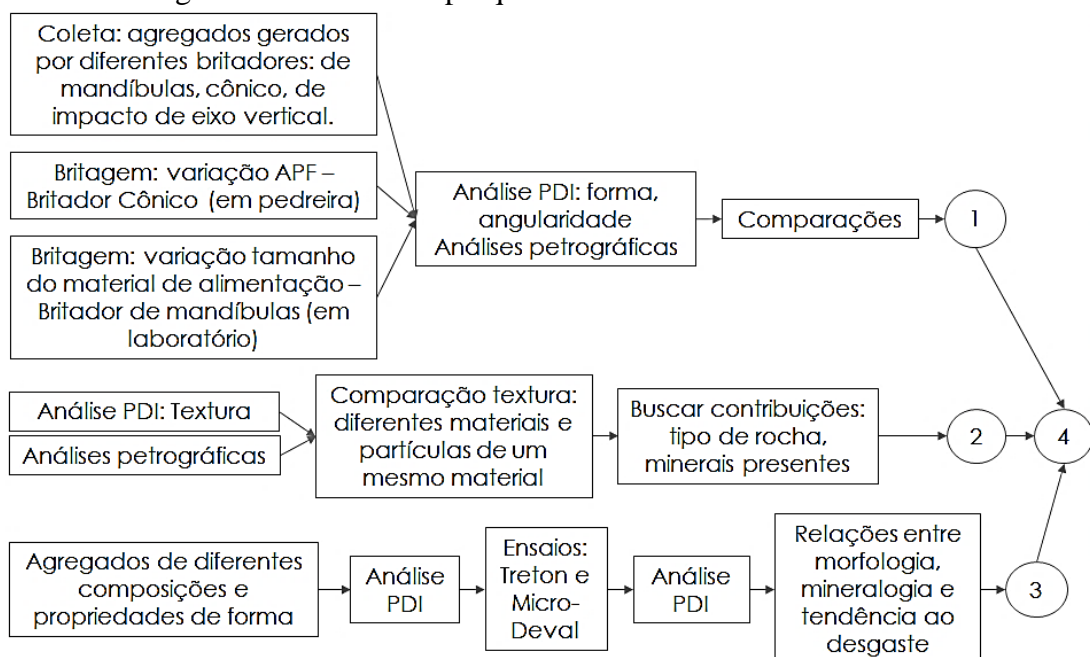 Coleta: agregados gerados
por diferentes britadores: de
mandíbulas, cônico, de
impacto de eixo vertical.
Britagem: variação APF –
Britador Cônico (em pedreira)
Britagem: variação tamanho
do material de alimentação –
Britador de mandíbulas (em
laboratório)
Análise PDI: forma,
angularidade
Análises petrográficas
Comparações
1
Análise PDI: Textura
Análises petrográficas
Comparação textura:
diferentes materiais e
partículas de um
mesmo material
Buscar contribuições:
tipo de rocha,
minerais presentes
2
4
Agregados de diferentes
composições e
propriedades de forma
Análise
PDI
Ensaios:
Treton e
Micro-
Deval
Análise
PDI
Relações entre
morfologia,
mineralogia e
tendência ao
desgaste
3